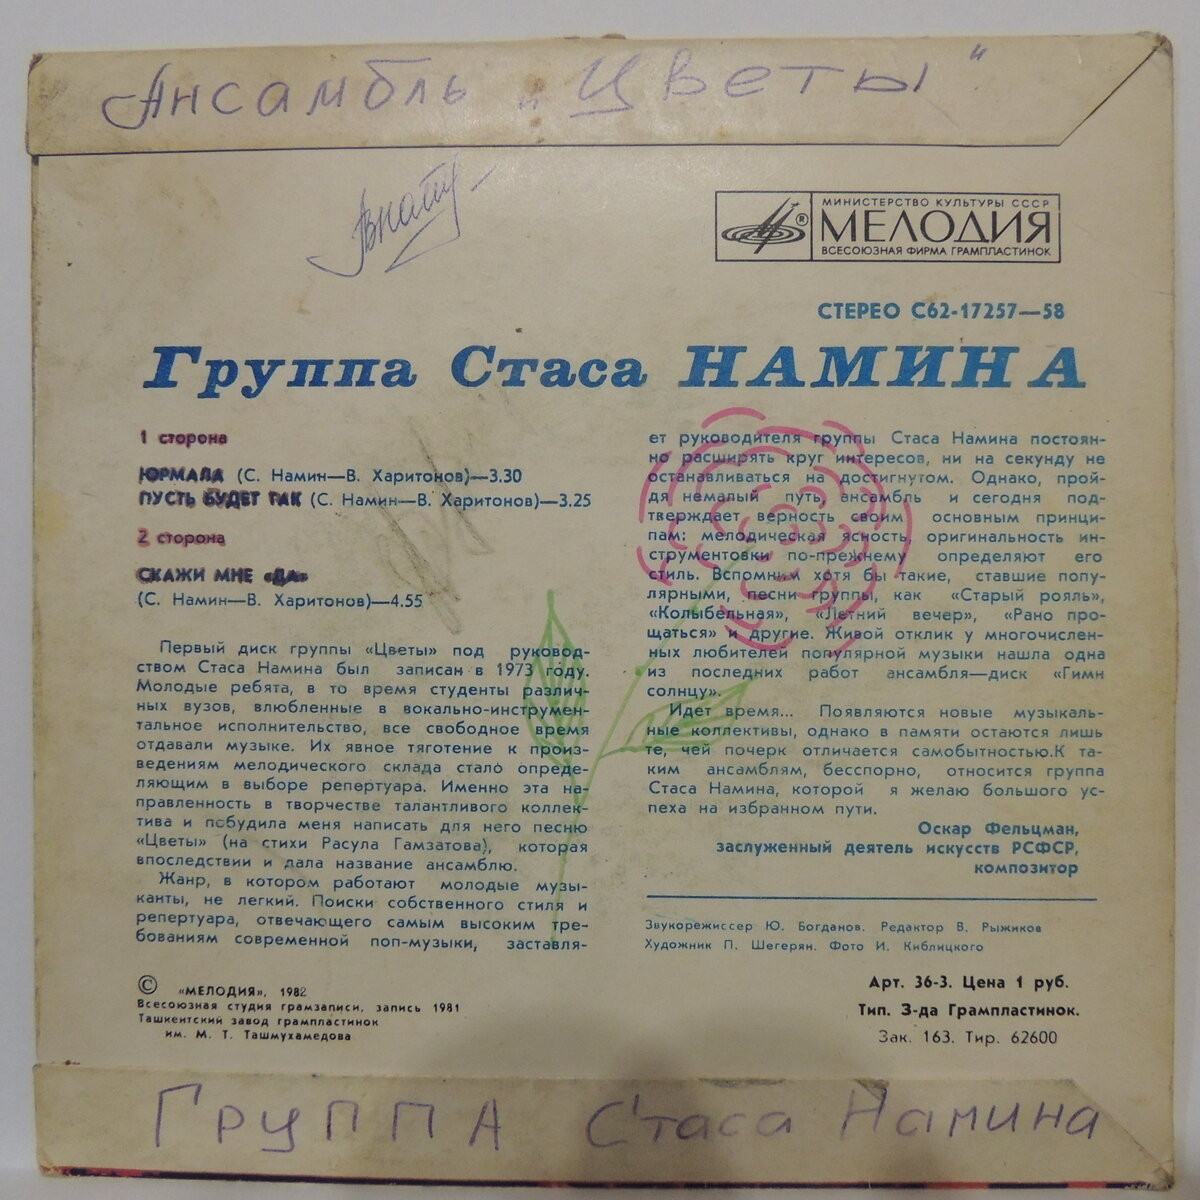 Ансамбль „Цветы"
МИНИСТЕРСТВО КУЛЬТУРЫ СССР
МЕЛОДИЯ
ВСЕСОЮЗНАЯ ФИРМА ГРАМПЛАСТИНОК
СТЕРЕО С62-17257—58
Группа Стаса НАМИНА
1 сторона
ЮРМАЛА (С. Намин—В. Харитонов)—3.30
ПУСТЬ БУДЕТ ТАК (С. Намин—В. Харитонов)—3.25
2 сторона
СКАЖИ МНЕ «ДА»
(С. Намин—В. Харитонов)—4.55
Первый диск группы «Цветы» под руковод-
ством Стаса Намина был записан в 1973 году.
Молодые ребята, в то время студенты различ-
ных вузов, влюбленные в вокально-инструмен-
тальное исполнительство, все свободное время
отдавали музыке. Их явное тяготение к произ-
ведениям мелодического склада стало опреде-
ляющим в выборе репертуара. Именно эта на-
правленность в творчестве талантливого коллек-
тива и побудила меня написать для него песню
«Цветы» (на стихи Расула Гамзатова), которая
впоследствии и дала название ансамблю.
Жанр, в котором работают молодые музы-
канты, не легкий. Поиски собственного стиля и
репертуара, отвечающего самым высоким тре-
бованиям современной поп-музыки, заставля-
ет руководителя группы Стаса Намина постоян-
но расширять круг интересов, ни на секунду не
останавливаться на достигнутом. Однако, прой-
дя немалый путь, ансамбль и сегодня под-
тверждает верность своим основным принци-
пам: мелодическая ясность, оригинальность ин-
струментовки по-прежнему определяют его
стиль. Вспомним хотя бы такие, ставшие попу-
лярными, песни группы, как «Старый рояль»,
«Колыбельная», «Летний вечер», «Рано про-
щаться» и другие. Живой отклик у многочислен-
ных любителей популярной музыки нашла одна
из последних работ ансамбля—диск «Гимн
солнцу».
Идет время... Появляются новые музыкаль-
ные коллективы, однако в памяти остаются лишь
те, чей почерк отличается самобытностью.К та-
ким ансамблям, бесспорно, относится группа
Стаса Намина, которой я желаю большого ус-
пеха на избранном пути.
Оскар Фельцман,
заслуженный деятель искусств РСФСР,
композитор
Звукорежиссер Ю. Богданов. Редактор В. Рыжиков
Художник П. Шегерян. Фото И. Киблицкого
© «МЕЛОДИЯ», 1982
Всесоюзная студия грамзаписи, запись 1981
Ташкентский завод грампластинок
им. М. Т. Ташмухамедова
Арт. 36-3. Цена 1 руб.
Тип. З-да Грампластинок.
Зак. 163. Тир. 62600
Группа Стаса Намина